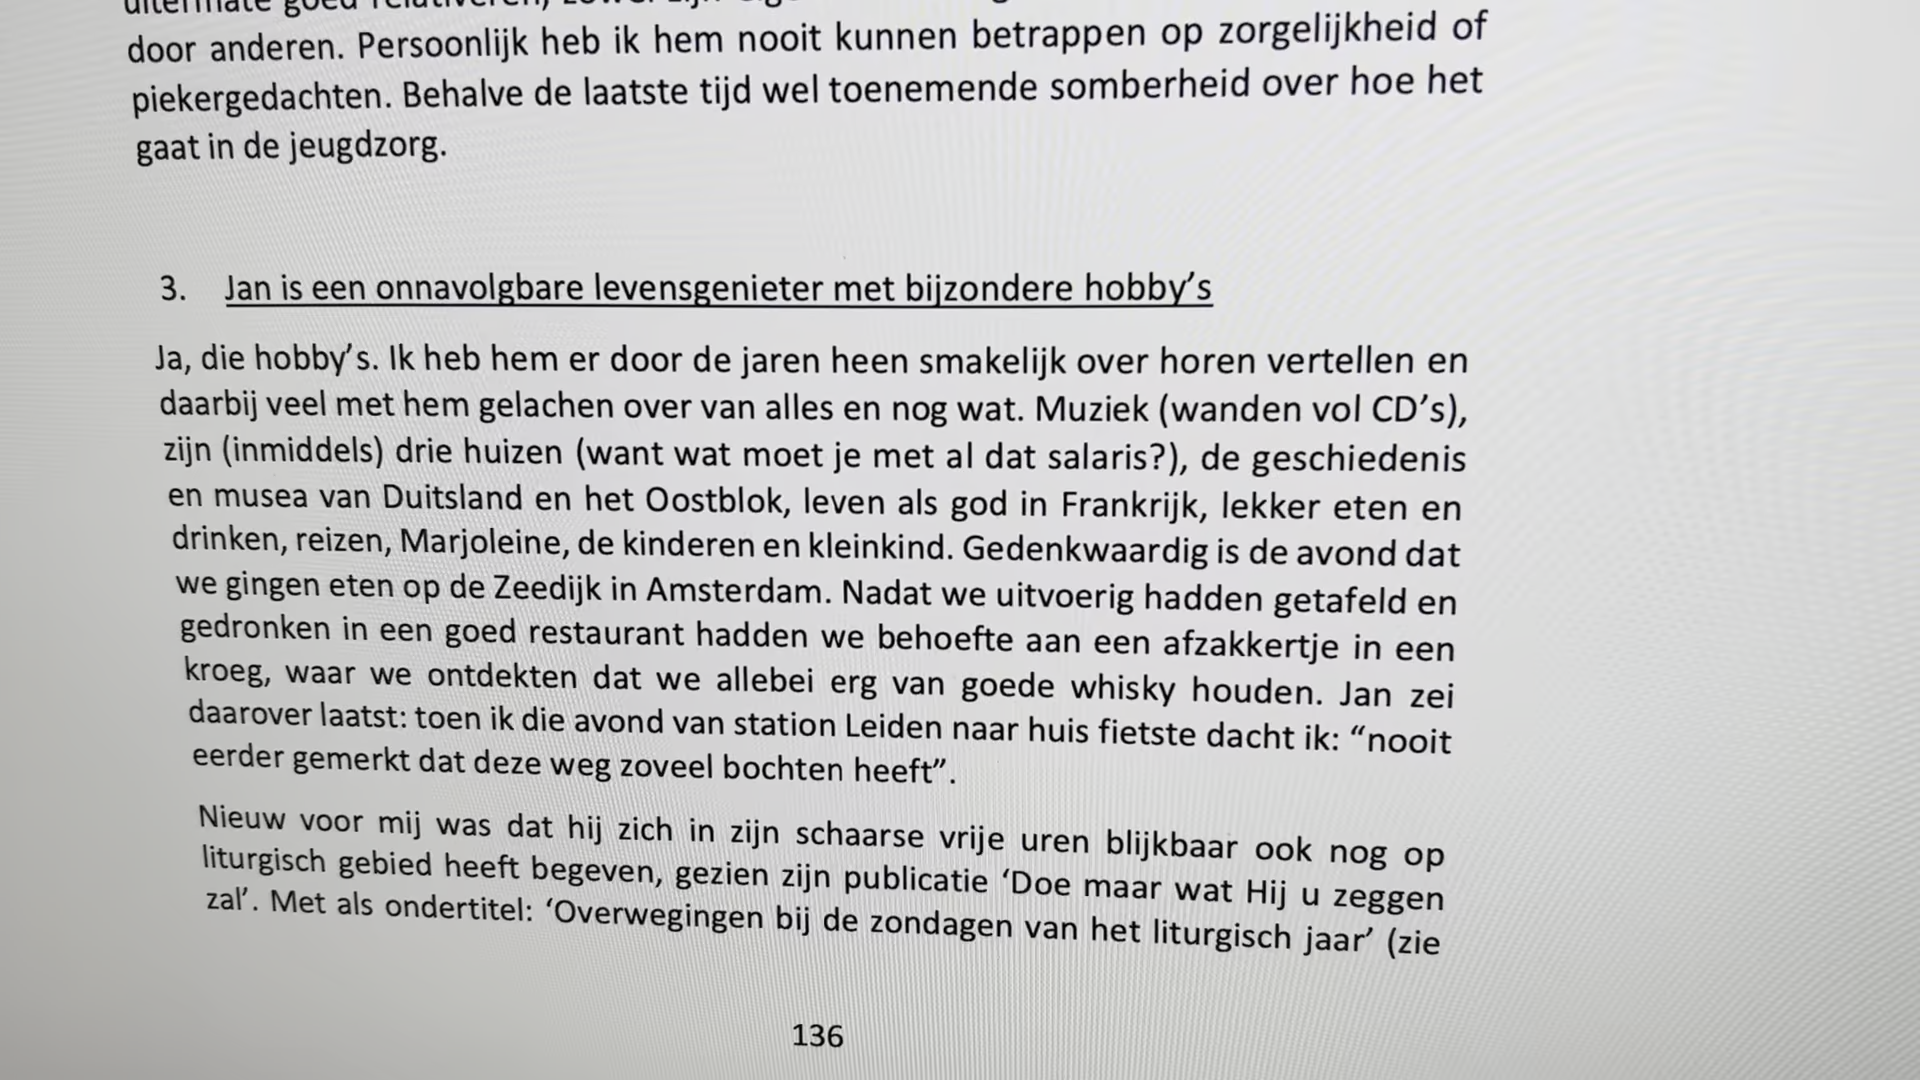 uitermate goed relativeren, zowel zijn
door anderen. Persoonlijk heb ik hem nooit kunnen betrappen op zorgelijkheid of
piekergedachten. Behalve de laatste tijd wel toenemende somberheid over hoe het
gaat in de jeugdzorg.
3. Jan is een onnavolgbare levensgenieter met bijzondere hobby's
Ja, die hobby's. Ik heb hem er door de jaren heen smakelijk over horen vertellen en
daarbij veel met hem gelachen over van alles en nog wat. Muziek (wanden vol CD's),
zijn (inmiddels) drie huizen (want wat moet je met al dat salaris?), de geschiedenis
en musea van Duitsland en het Oostblok, leven als god in Frankrijk, lekker eten en
drinken, reizen, Marjoleine, de kinderen en kleinkind. Gedenkwaardig is de avond dat
we gingen eten op de Zeedijk in Amsterdam. Nadat we uitvoerig hadden getafeld en
gedronken in een goed restaurant hadden we behoefte aan een afzakkertje in een
kroeg, waar we ontdekten dat we allebei erg van goede whisky houden. Jan zei
daarover laatst: toen ik die avond van station Leiden naar huis fietste dacht ik: “nooit
eerder gemerkt dat deze weg zoveel bochten heeft”.
Nieuw voor mij was dat hij zich in zijn schaarse vrije uren blijkbaar ook nog op
liturgisch gebied heeft begeven, gezien zijn publicatie ‘Doe maar wat Hij u zeggen
zal’. Met als ondertitel: ‘Overwegingen bij de zondagen van het liturgisch jaar’ (zie
136